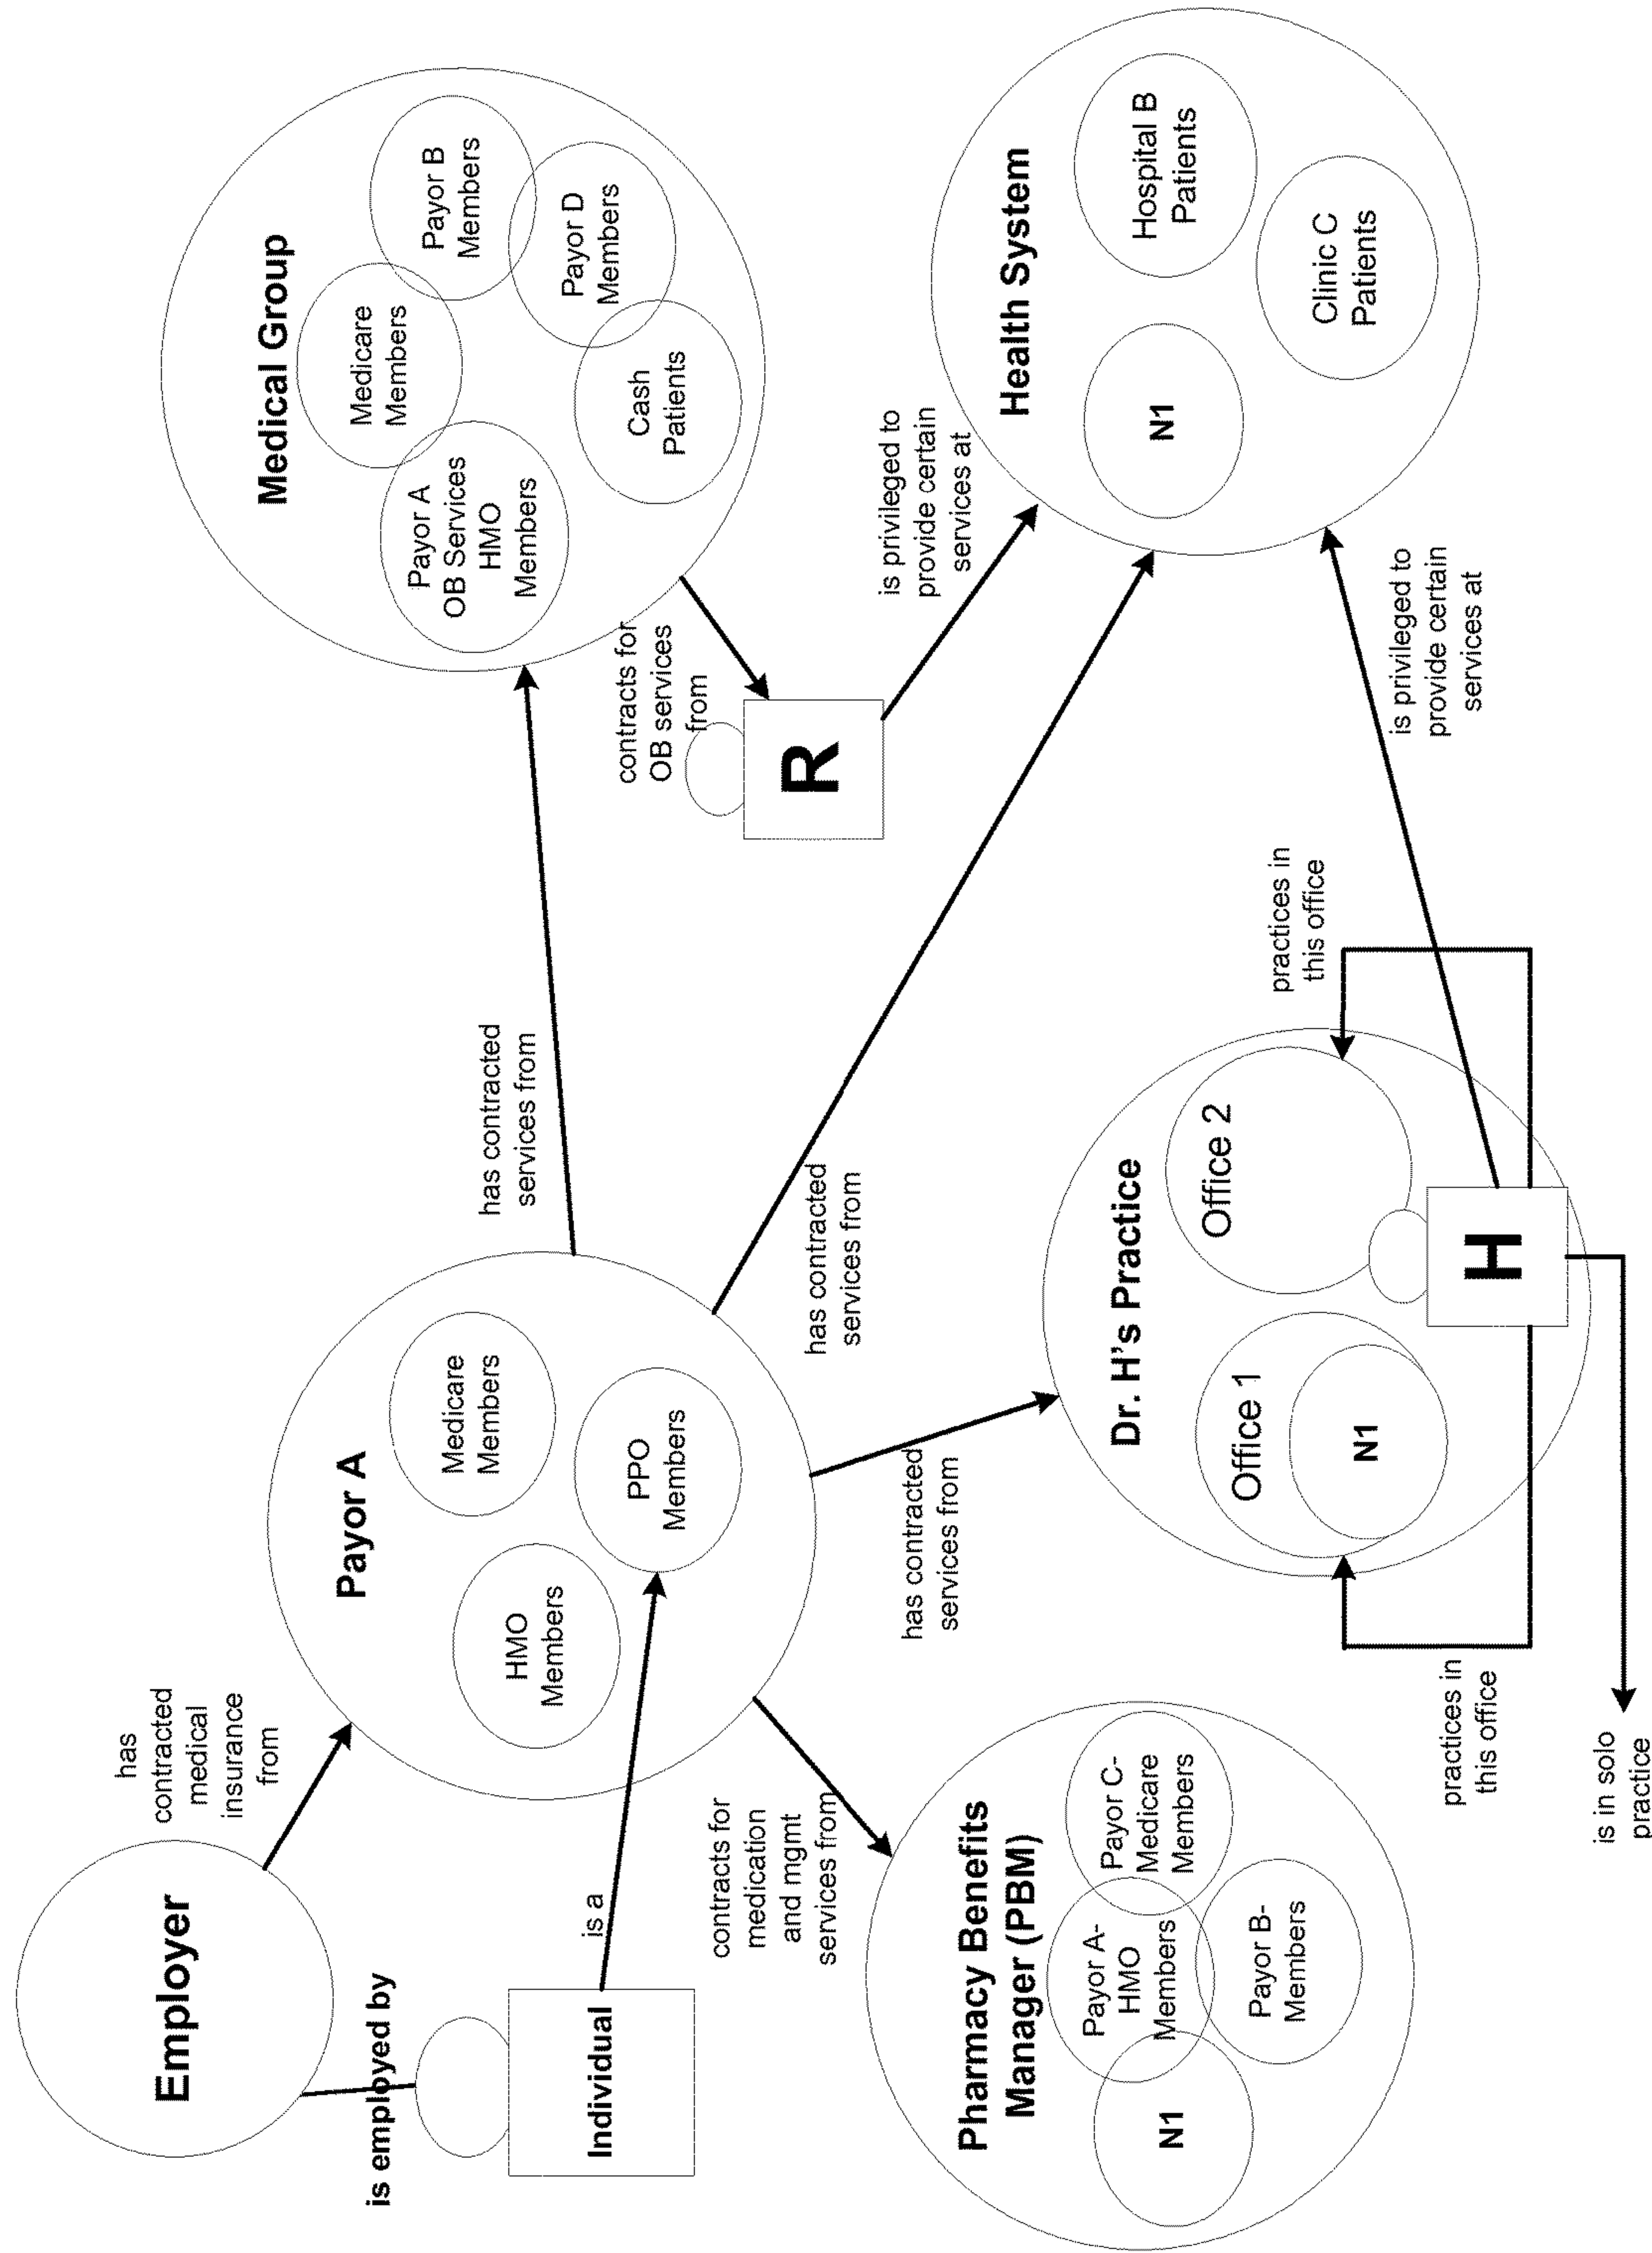 Employer
is employed by
Individual
has
contracted
medical
insurance
from
is a
Payor A
HMO
Members
Medicare
Members
PPO
Members
has contracted
services from
Medical Group
Payor A
OB Services
HMO
Members
Medicare
Members
Payor B
Members
Payor D
Members
Cash
Patients
contracts for
OB services
from
R
is privileged to
provide certain
services at
has contracted
services from
Health System
N1
Hospital B
Patients
Clinic C
Patients
contracts for
medication
and mgmt
services from
has contracted
services from
Pharmacy Benefits
Manager (PBM)
N1
Payor A-
HMO
Members
Payor C-
Medicare
Members
Payor B-
Members
Dr. H's Practice
Office 1
N1
Office 2
H
practices in
this office
practices in
this office
is privileged to
provide certain
services at
is in solo
practice